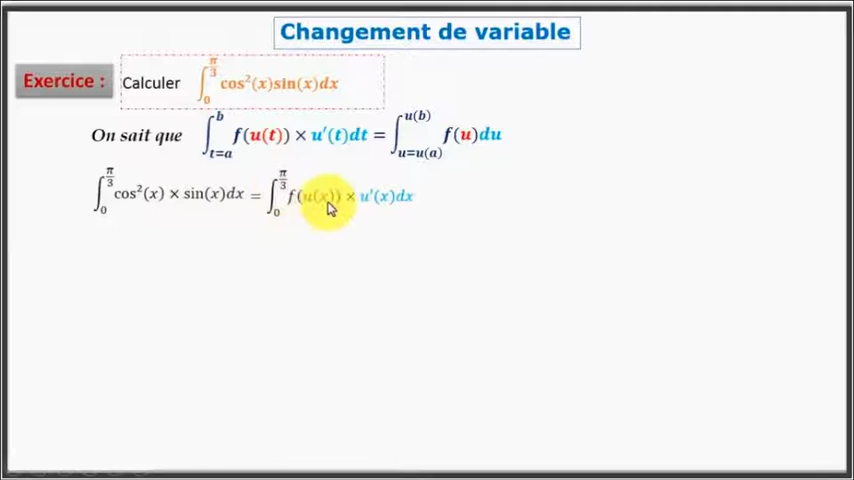 Changement de variable
Exercice : Calculer ∫₀^(π/3) cos²(x)sin(x)dx
On sait que ∫_(t=a)^b f(u(t)) × u'(t)dt = ∫_(u=u(a))^(u(b)) f(u)du
∫₀^(π/3) cos²(x) × sin(x)dx = ∫₀^(π/3) f(u(x)) × u'(x)dx